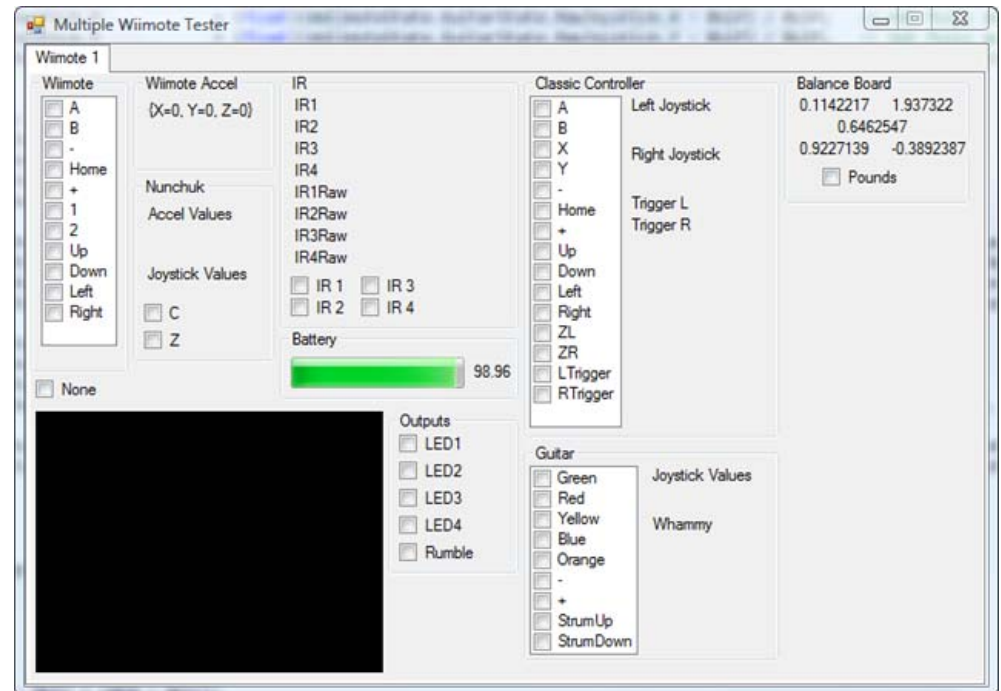 Multiple Wiimote Tester
Wiimote 1
Wiimote
A
B
-
Home
+
1
2
Up
Down
Left
Right
None
Wiimote Accel
{X=0, Y=0, Z=0}
Nunchuk
Accel Values
Joystick Values
C
Z
IR
IR1
IR2
IR3
IR4
IR1Raw
IR2Raw
IR3Raw
IR4Raw
IR 1 IR 3
IR 2 IR 4
Battery
98.96
Outputs
LED1
LED2
LED3
LED4
Rumble
Classic Controller
A
B
X
Y
-
Home
+
Up
Down
Left
Right
ZL
ZR
LTrigger
RTrigger
Left Joystick
Right Joystick
Trigger L
Trigger R
Guitar
Green
Red
Yellow
Blue
Orange
-
+
StrumUp
StrumDown
Joystick Values
Whammy
Balance Board
0.1142217 1.937322
0.6462547
0.9227139 -0.3892387
Pounds